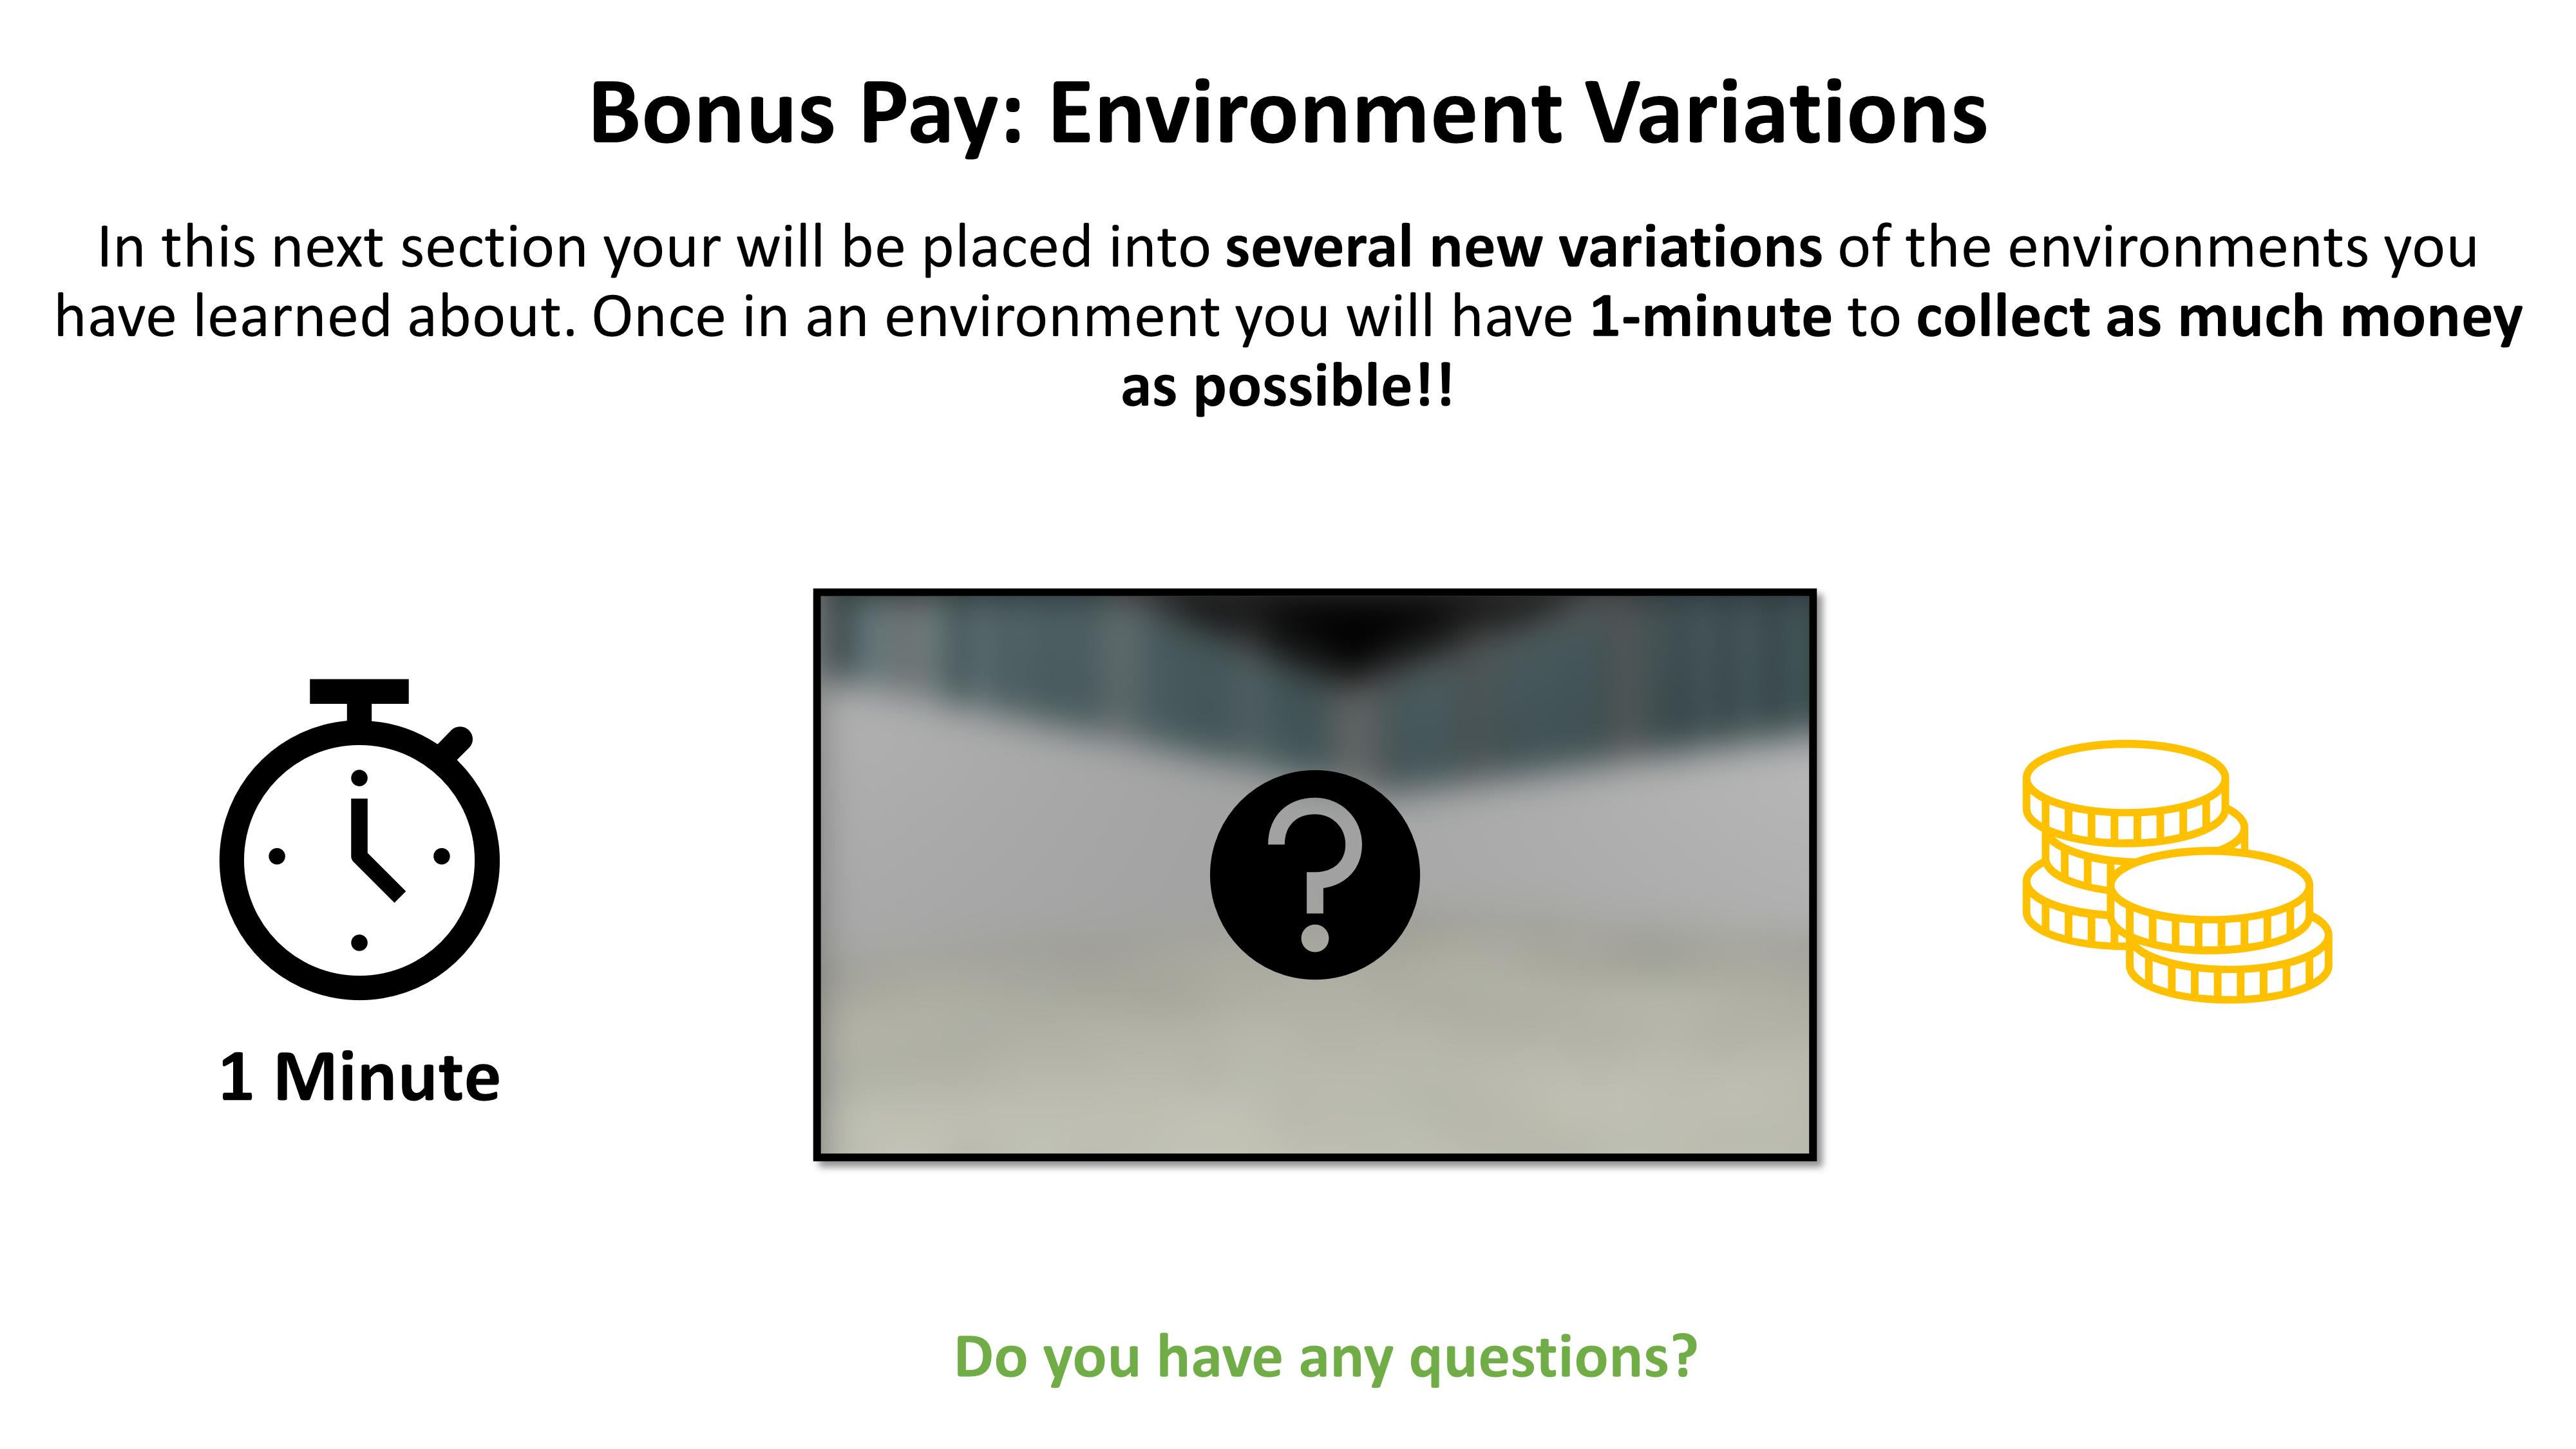 Bonus Pay: Environment Variations
In this next section your will be placed into several new variations of the environments you
have learned about. Once in an environment you will have 1-minute to collect as much money
as possible!!
?
1 Minute
Do you have any questions?